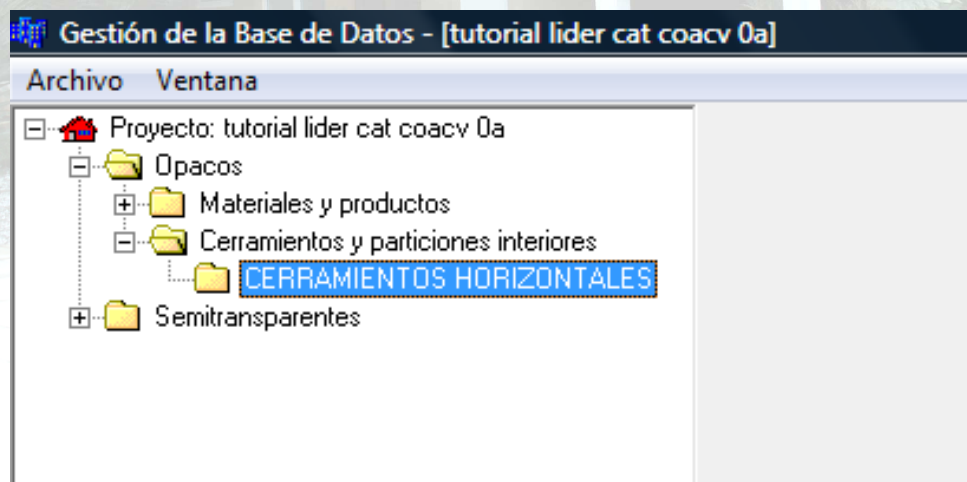 Gestión de la Base de Datos - [tutorial lider cat coacv 0a]
Archivo Ventana
Proyecto: tutorial lider cat coacv 0a
Opacos
Materiales y productos
Cerramientos y particiones interiores
CERRAMIENTOS HORIZONTALES
Semitransparentes